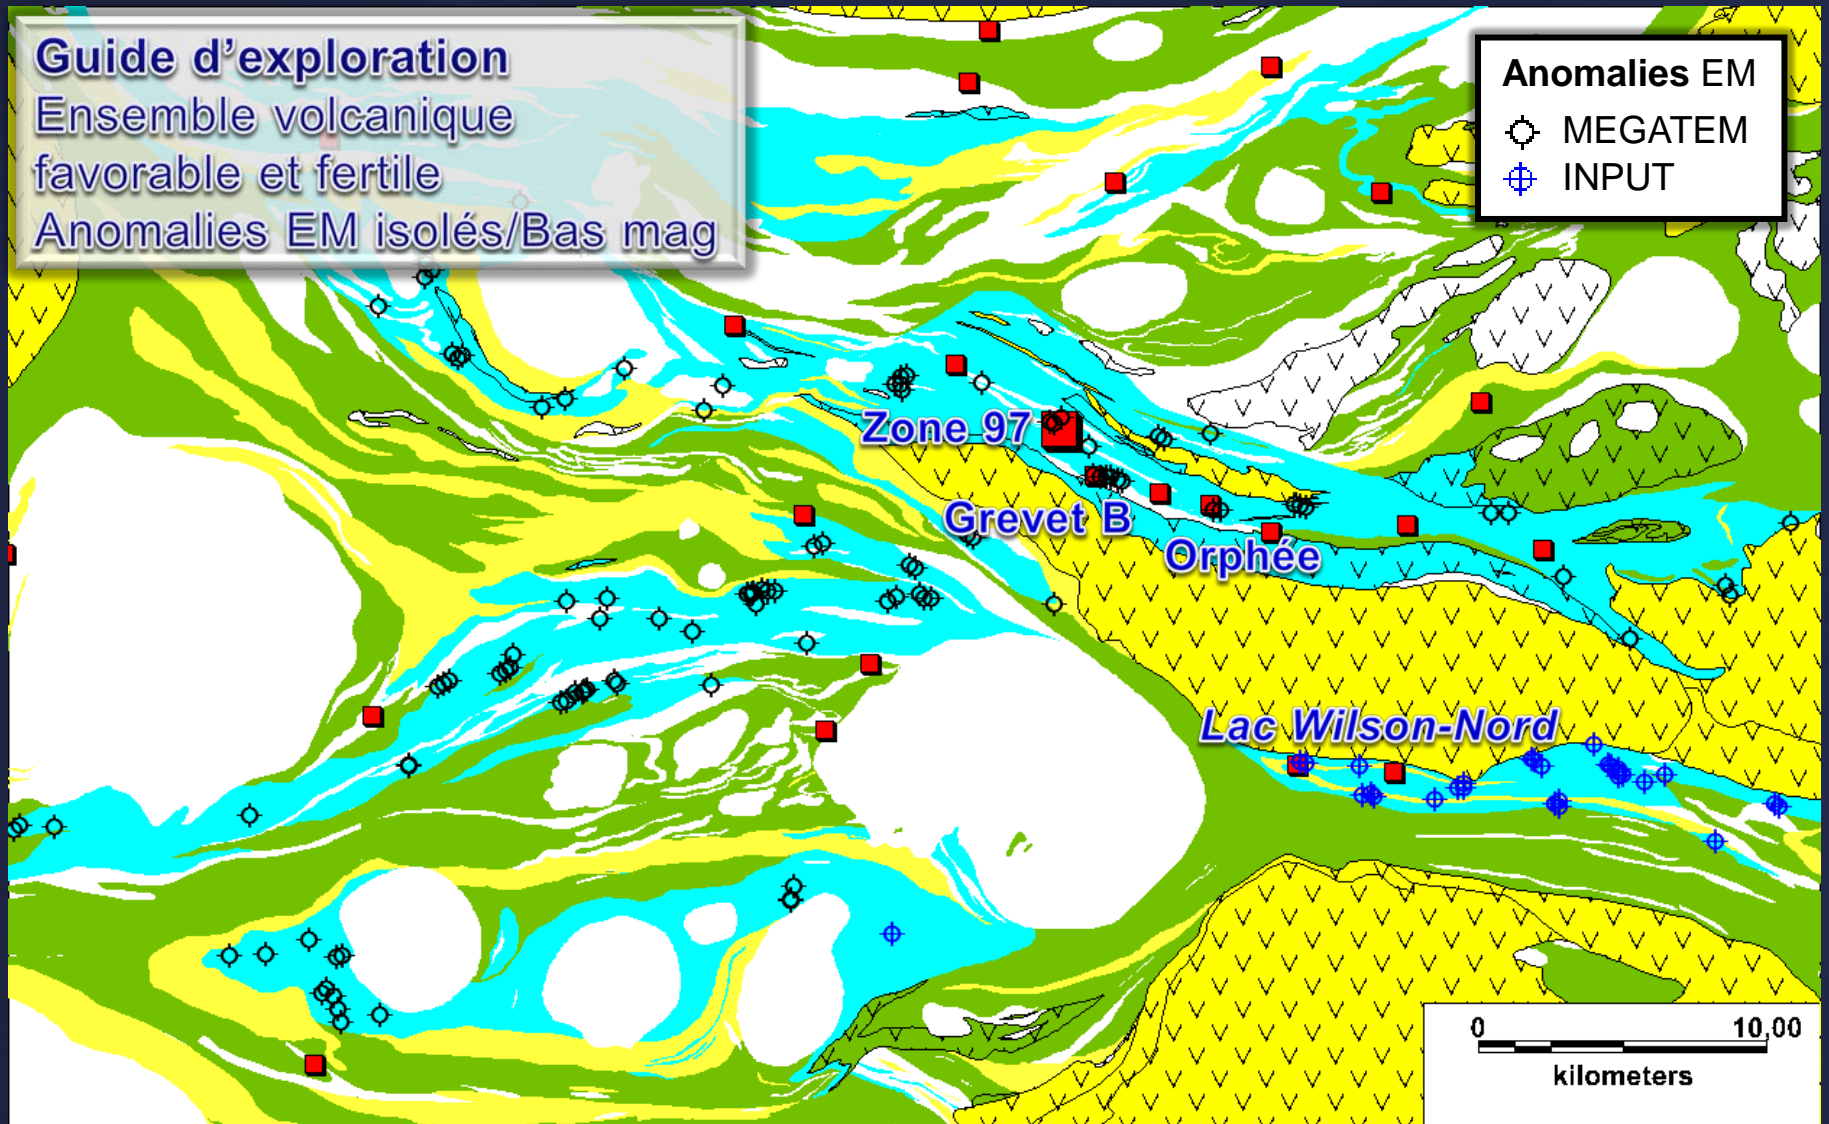 Guide d’exploration
Ensemble volcanique
favorable et fertile
Anomalies EM isolés/Bas mag
Anomalies EM
MEGATEM
INPUT
Zone 97
Grevet B
Orphée
Lac Wilson-Nord
0 10,00
kilometers